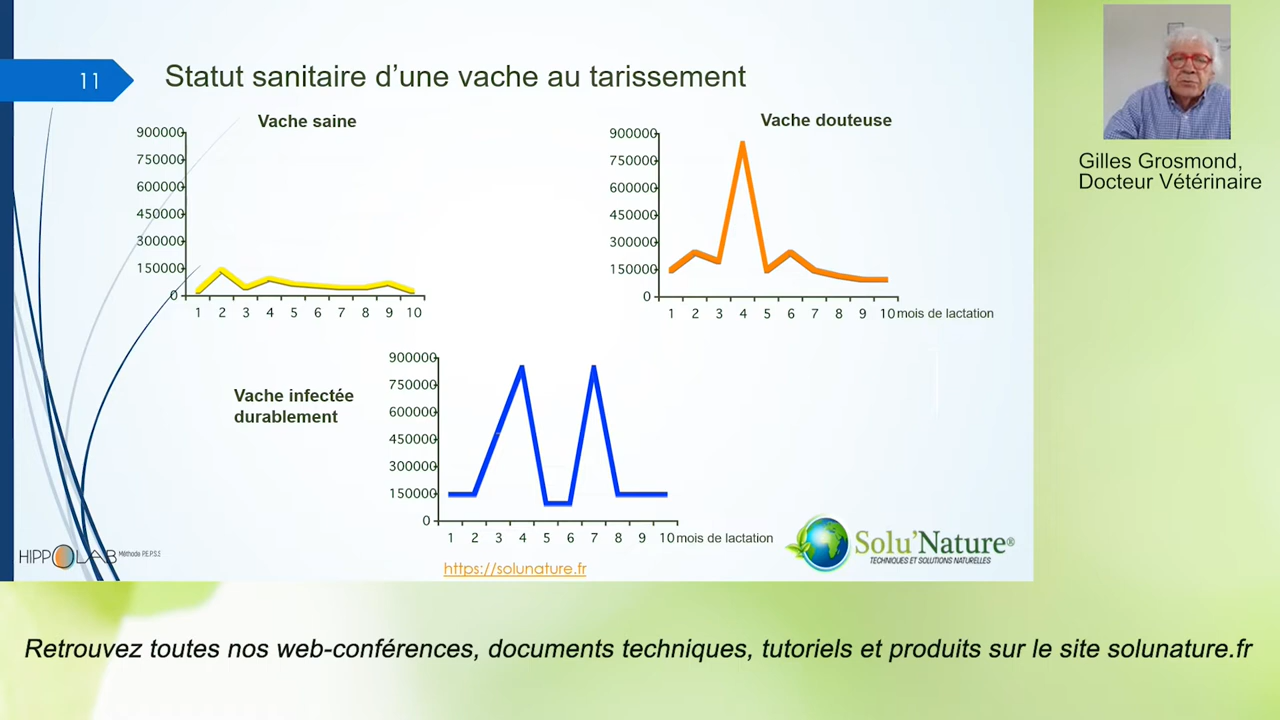 11
Statut sanitaire d’une vache au tarissement
Vache saine
900000
750000
600000
450000
300000
150000
0
1 2 3 4 5 6 7 8 9 10
Vache douteuse
900000
750000
600000
450000
300000
150000
0
1 2 3 4 5 6 7 8 9 10 mois de lactation
Vache infectée
durablement
900000
750000
600000
450000
300000
150000
0
1 2 3 4 5 6 7 8 9 10 mois de lactation
HIPPOLAB Méthode P.E.P.S.S
https://solunature.fr
Solu’Nature®
TECHNIQUES ET SOLUTIONS NATURELLES
Gilles Grosmond,
Docteur Vétérinaire
Retrouvez toutes nos web-conférences, documents techniques, tutoriels et produits sur le site solunature.fr